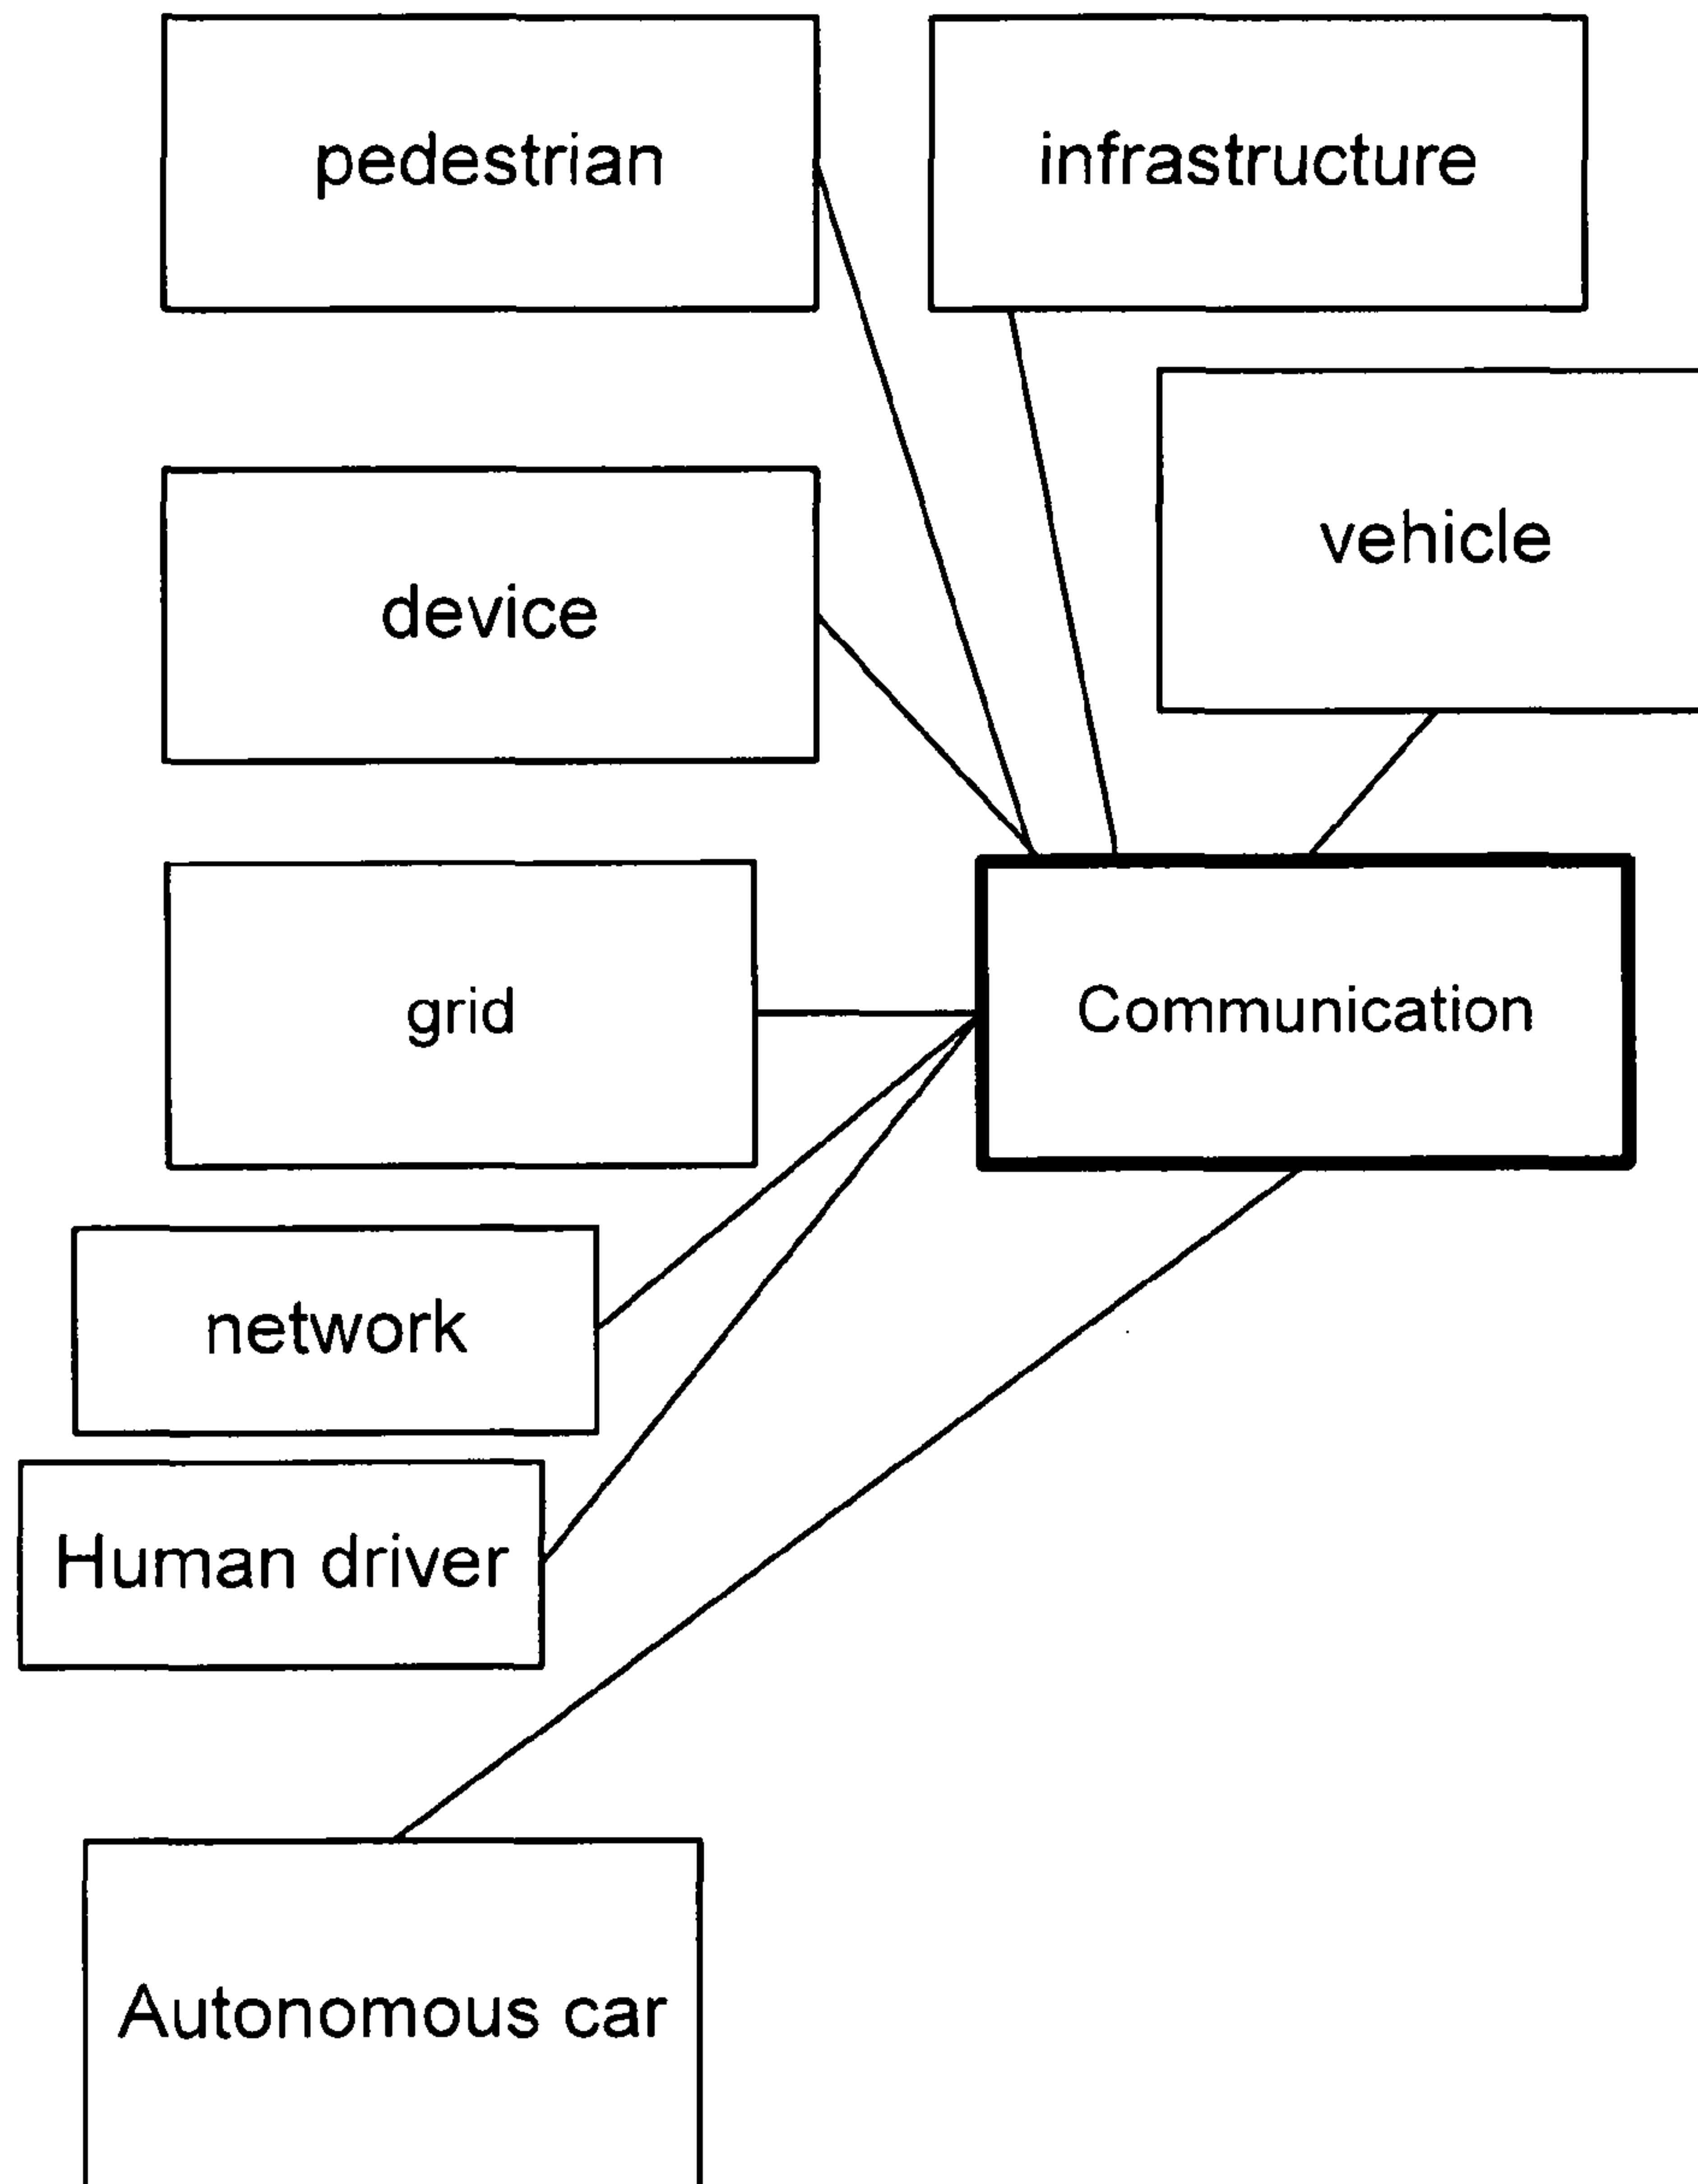 pedestrian
infrastructure
vehicle
device
grid
Communication
network
Human driver
Autonomous car